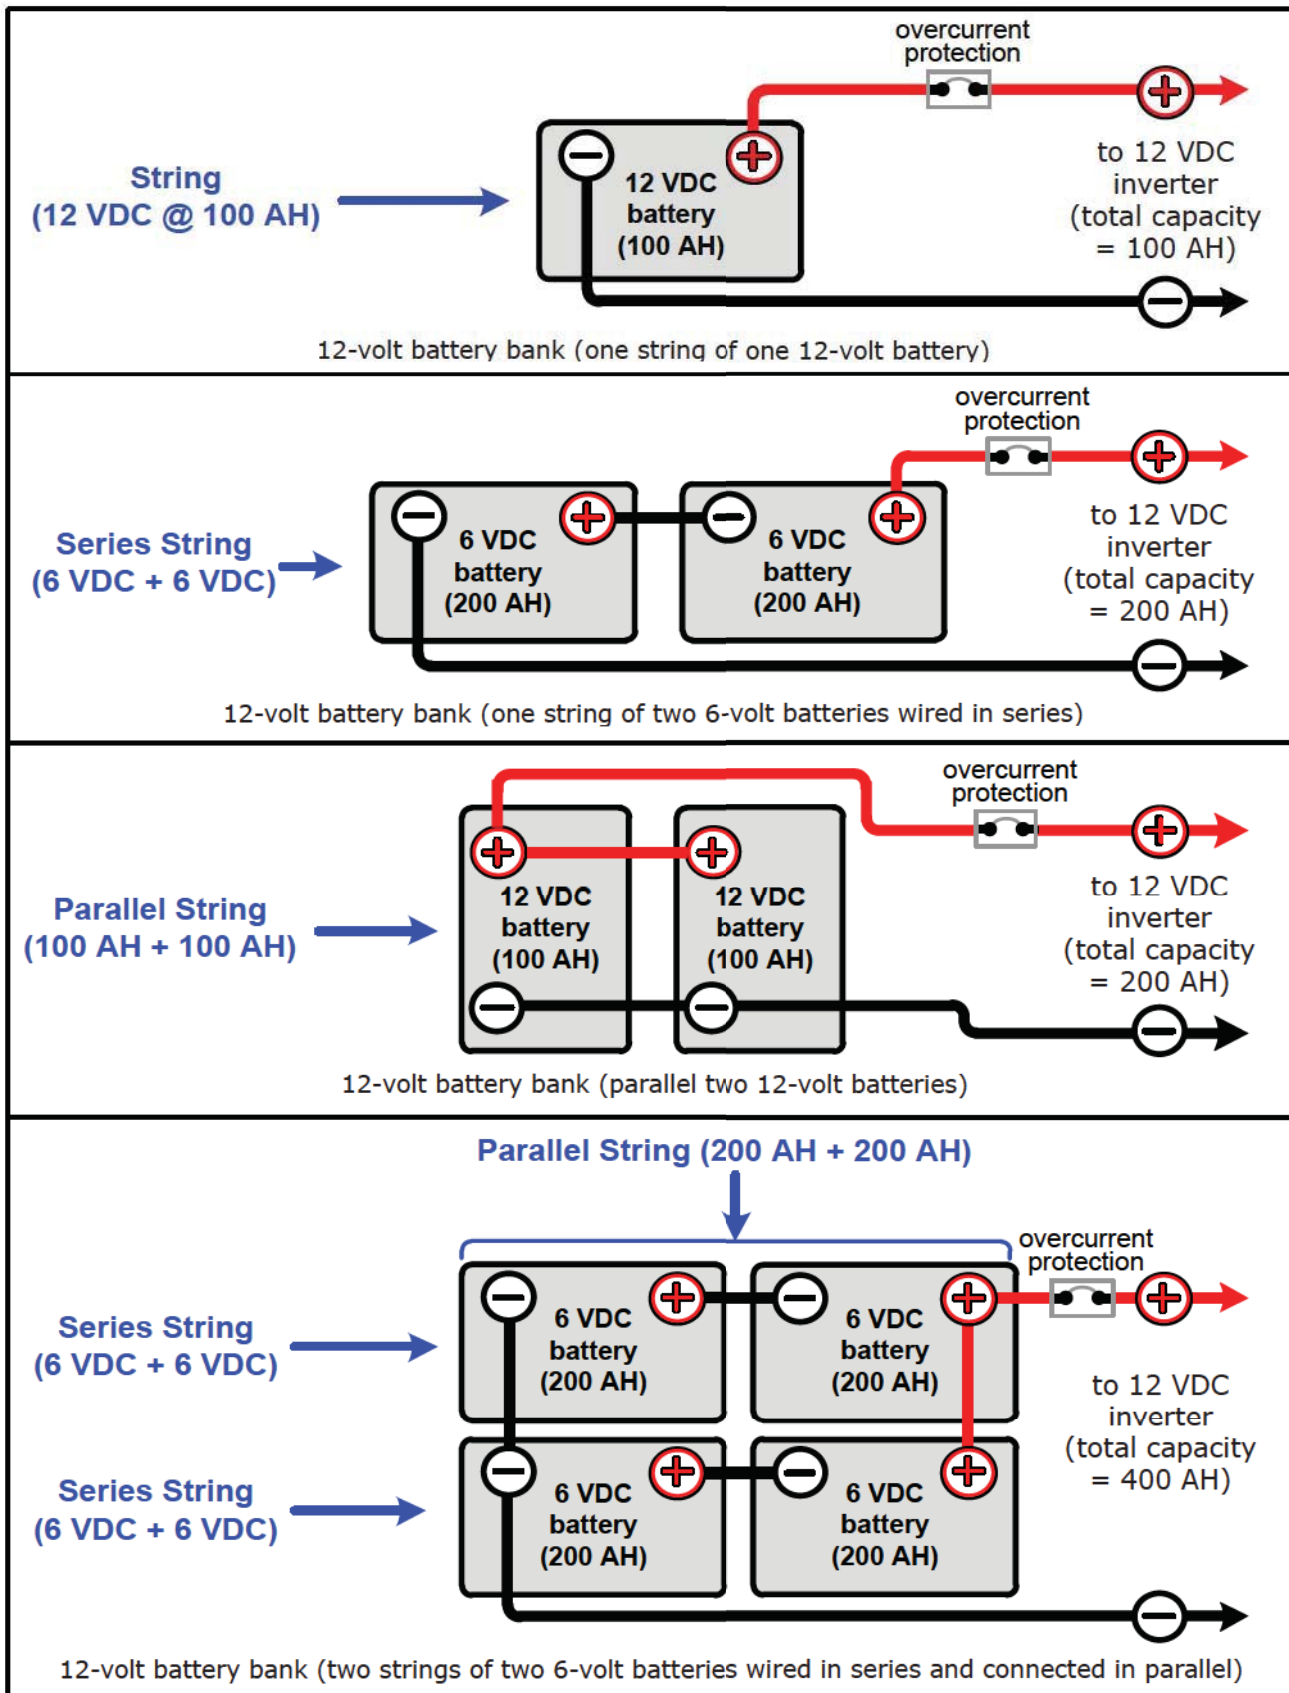 overcurrent
protection
String
(12 VDC @ 100 AH)
12 VDC
battery
(100 AH)
to 12 VDC
inverter
(total capacity
= 100 AH)
12-volt battery bank (one string of one 12-volt battery)
overcurrent
protection
Series String
(6 VDC + 6 VDC)
6 VDC
battery
(200 AH)
6 VDC
battery
(200 AH)
to 12 VDC
inverter
(total capacity
= 200 AH)
12-volt battery bank (one string of two 6-volt batteries wired in series)
overcurrent
protection
Parallel String
(100 AH + 100 AH)
12 VDC
battery
(100 AH)
12 VDC
battery
(100 AH)
to 12 VDC
inverter
(total capacity
= 200 AH)
12-volt battery bank (parallel two 12-volt batteries)
Parallel String (200 AH + 200 AH)
overcurrent
protection
Series String
(6 VDC + 6 VDC)
6 VDC
battery
(200 AH)
6 VDC
battery
(200 AH)
to 12 VDC
inverter
(total capacity
= 400 AH)
Series String
(6 VDC + 6 VDC)
6 VDC
battery
(200 AH)
6 VDC
battery
(200 AH)
12-volt battery bank (two strings of two 6-volt batteries wired in series and connected in parallel)